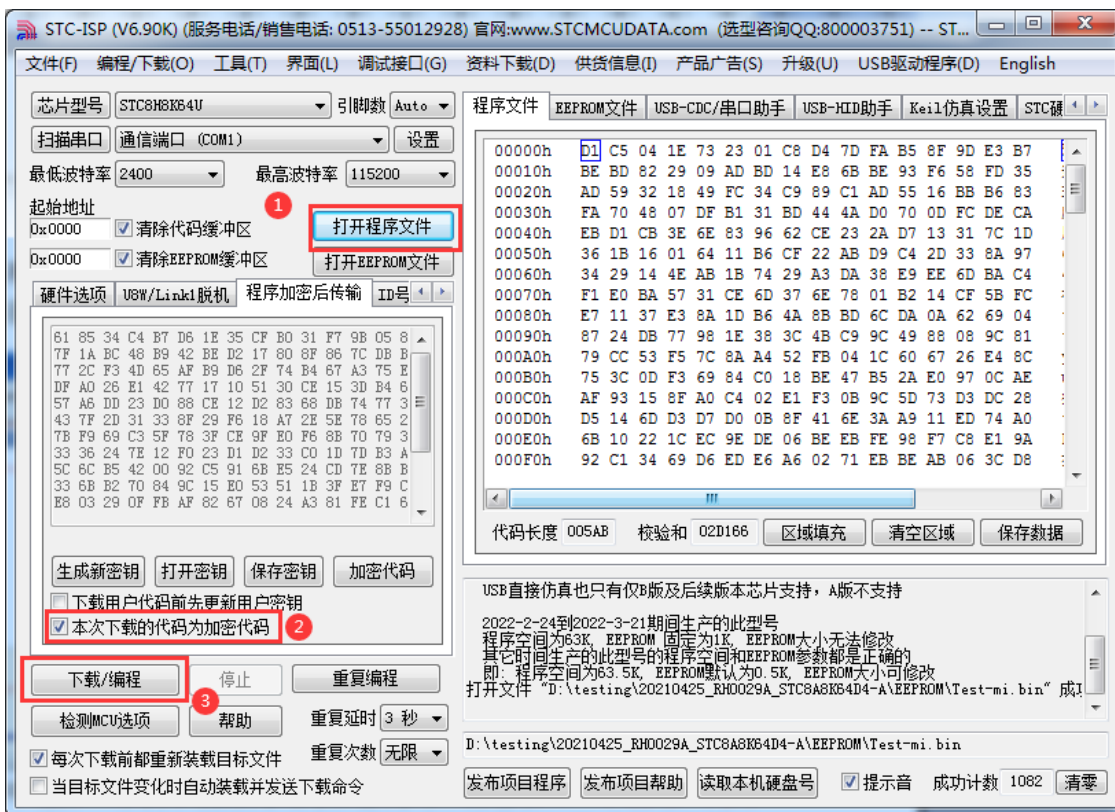 STC-ISP (V6.90K) (服务电话/销售电话: 0513-55012928) 官网:www.STCMCUDATA.com (选型咨询QQ:800003751) -- ST...
文件(F) 编程/下载(O) 工具(T) 界面(L) 调试接口(G) 资料下载(D) 供货信息(I) 产品广告(S) 升级(U) USB驱动程序(D) English
芯片型号 STC8H8K64U 引脚数 Auto
扫描串口 通信端口 (COM1) 设置
最低波特率 2400 最高波特率 115200
起始地址
1
0x0000 清除代码缓冲区 打开程序文件
0x0000 清除EEPROM缓冲区 打开EEPROM文件
硬件选项 U8W/Link1脱机 程序加密后传输 ID号
61 85 34 C4 B7 D6 1E 35 CF B0 31 F7 9B 05 8
7F 1A BC 48 B9 42 BE D2 17 80 8F 86 7C DB B
77 2C F3 4D 65 AF B9 D6 2F 74 B4 67 A3 75 E
DF A0 26 E1 42 77 17 10 51 30 CE 15 3D B4 6
57 A6 DD 23 D0 88 CE 12 D2 83 68 DB 74 77 3
43 7F 2D 31 33 8F 29 F6 18 A7 2E 5E 78 65 2
7B F9 69 C3 5F 78 3F CE 9F E0 F6 8B 70 79 3
33 36 24 7E 12 F0 23 D1 D2 33 C0 1D 7D B3 A
5C 6C B5 42 00 92 C5 91 6B E5 24 CD 7E 8B B
33 6B B2 70 84 9C 15 E0 53 51 1B 3F E7 F9 C
E8 03 29 0F FB AF 82 67 08 24 A3 81 FE C1 6
生成新密钥 打开密钥 保存密钥 加密代码
下载用户代码前先更新用户密钥
本次下载的代码为加密代码 2
下载/编程 停止 重复编程
3
检测MCU选项 帮助 重复延时 3 秒
每次下载前都重新装载目标文件 重复次数 无限
当目标文件变化时自动装载并发送下载命令
程序文件 EEPROM文件 USB-CDC/串口助手 USB-HID助手 Keil仿真设置 STC硬
00000h D1 C5 04 1E 73 23 01 C8 D4 7D FA B5 8F 9D E3 B7
00010h BE BD 82 29 09 AD BD 14 E8 6B BE 93 F6 58 FD 35
00020h AD 59 32 18 49 FC 34 C9 89 C1 AD 55 16 BB B6 83
00030h FA 70 48 07 DF B1 31 BD 44 4A D0 70 0D FC DE CA
00040h EB D1 CB 3E 6E 83 96 62 CE 23 2A D7 13 31 7C 1D
00050h 36 1B 16 01 64 11 B6 CF 22 AB D9 C4 2D 33 8A 97
00060h 34 29 14 4E AB 1B 74 29 A3 DA 38 E9 EE 6D BA C4
00070h F1 E0 BA 57 31 CE 6D 37 6E 78 01 B2 14 CF 5B FC
00080h E7 11 37 E3 8A 1D B6 4A 8B BD 6C DA 0A 62 69 04
00090h 87 24 DB 77 98 1E 38 3C 4B C9 9C 49 88 08 9C 81
000A0h 79 CC 53 F5 7C 8A A4 52 FB 04 1C 60 67 26 E4 8C
000B0h 75 3C 0D F3 69 84 C0 18 BE 47 B5 2A E0 97 0C AE
000C0h AF 93 15 8F A0 C4 02 E1 F3 0B 9C 5D 73 D3 DC 28
000D0h D5 14 6D D3 D7 D0 0B 8F 41 6E 3A A9 11 ED 74 A0
000E0h 6B 10 22 1C EC 9E DE 06 BE EB FE 98 F7 C8 E1 9A
000F0h 92 C1 34 69 D6 ED E6 A6 02 71 EB BE AB 06 3C D8
代码长度 005AB 校验和 02D166 区域填充 清空区域 保存数据
USB直接仿真也只有仅B版及后续版本芯片支持，A版不支持
2022-2-24到2022-3-21期间生产的此型号
程序空间为63K, EEPROM 固定为1K, EEPROM大小无法修改
其它时间生产的此型号的程序空间和EEPROM参数都是正确的
即: 程序空间为63.5K, EEPROM默认为0.5K, EEPROM大小可修改
打开文件 "D:\testing\20210425_RH0029A_STC8A8K64D4-A\EEPROM\Test-mi.bin" 成
D:\testing\20210425_RH0029A_STC8A8K64D4-A\EEPROM\Test-mi.bin
发布项目程序 发布项目帮助 读取本机硬盘号 提示音 成功计数 1082 清零